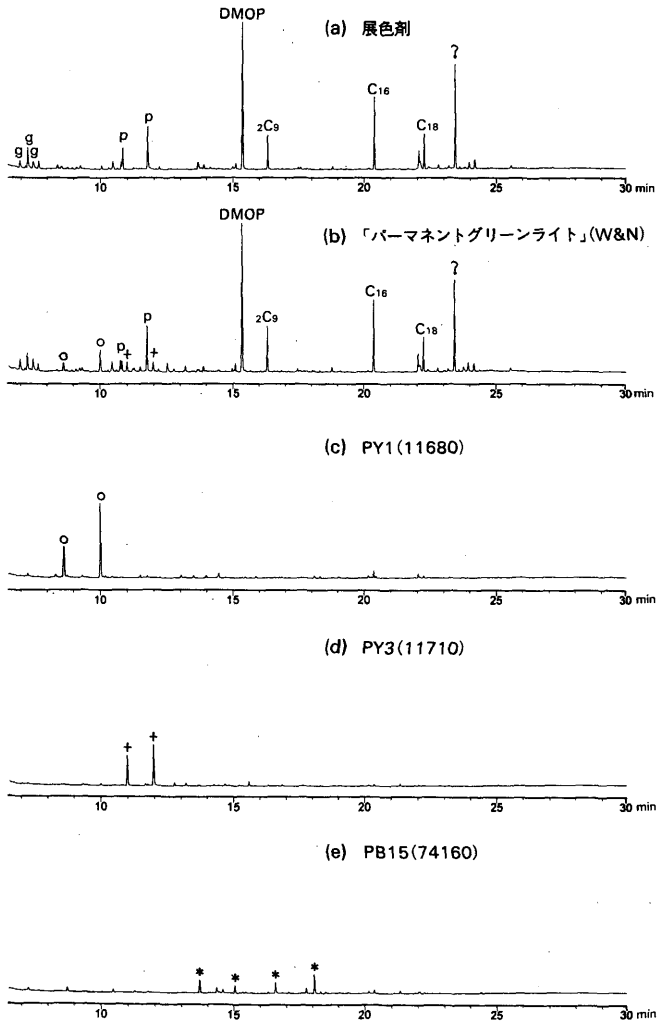 DMOP
(a) 展色剤
?
g g g p p 2C9 C16 C18
10 15 20 25 30 min
DMOP
(b) 「パーマネントグリーンライト」(W&N)
?
o o p + p + 2C9 C16 C18
10 15 20 25 30 min
(c) PY1(11680)
o o
10 15 20 25 30 min
(d) PY3(11710)
+ +
10 15 20 25 30 min
(e) PB15(74160)
* * * *
10 15 20 25 30 min